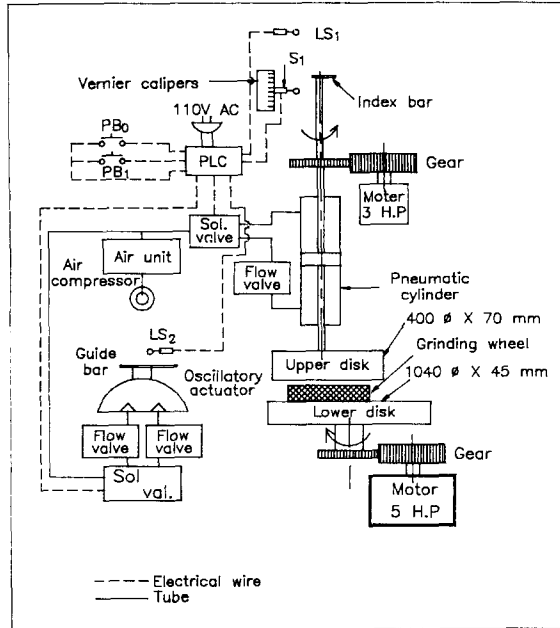 LS1
S1
Vernier calipers
Index bar
110V AC
PB0
PB1
PLC
Gear
Moter
3 H.P
Sol.
valve
Air unit
Air
compressor
Flow
valve
Pneumatic
cylinder
400 ø X 70 mm
LS2
Grinding wheel
Guide
bar
Upper disk
Oscillatory
actuator
1040 ø X 45 mm
Lower disk
Flow
valve
Flow
valve
Gear
Sol
val.
Motor
5 H.P
Electrical wire
Tube